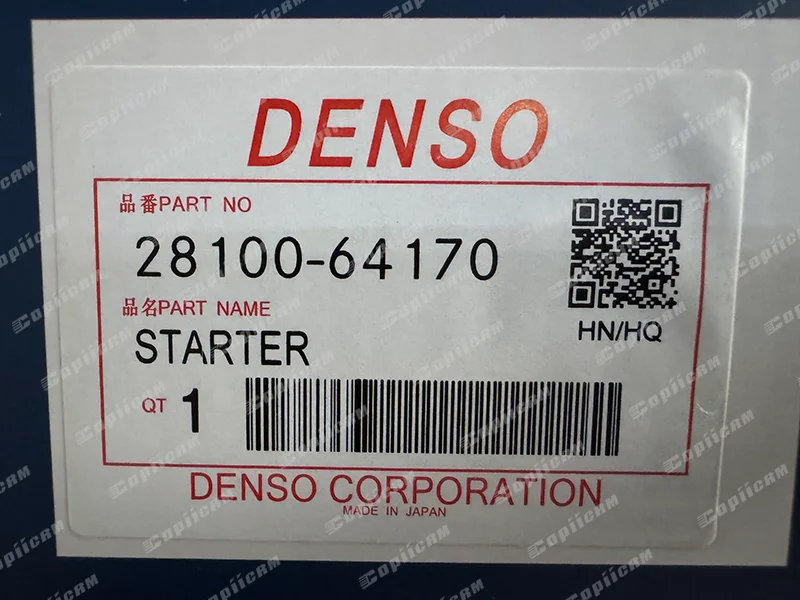 DENSO
品番PART NO
28100-64170
品名PART NAME
HN/HQ
STARTER
QT 1
DENSO CORPORATION
MADE IN JAPAN
Copiicam